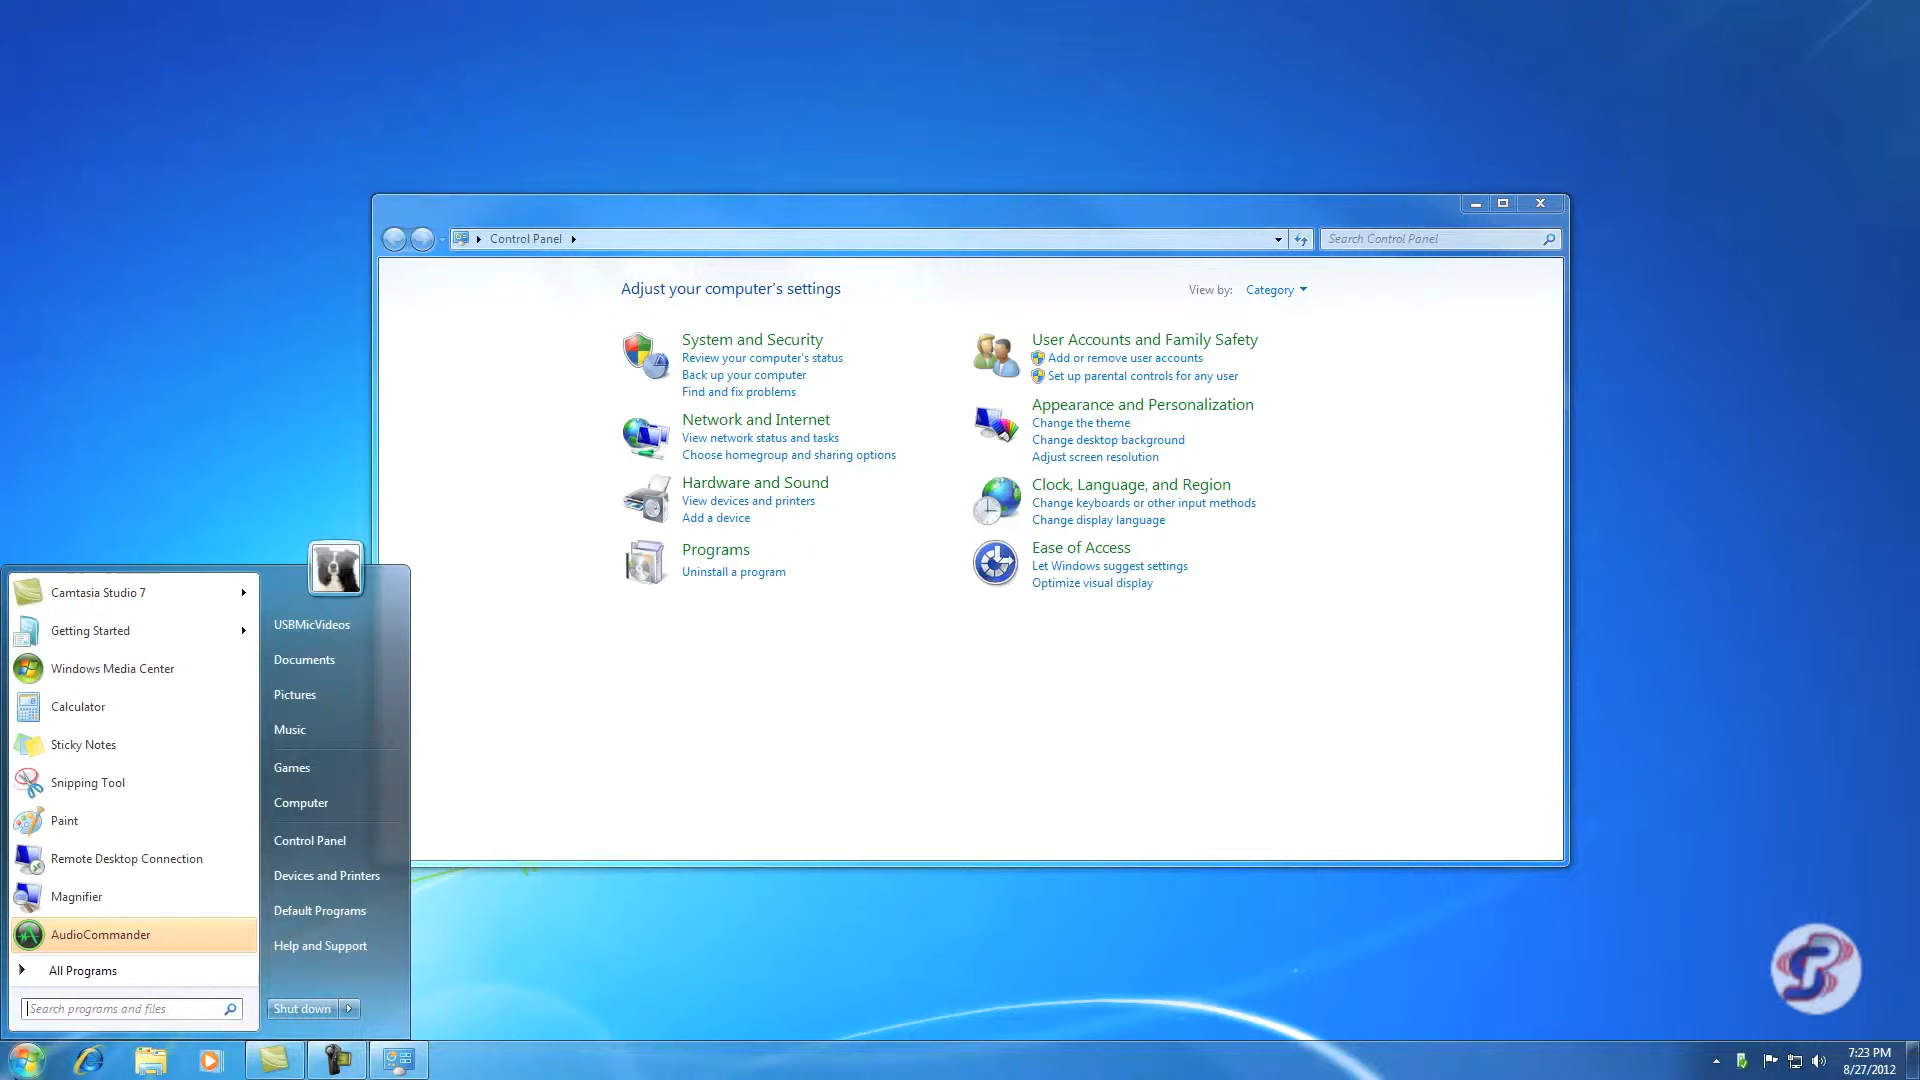 Control Panel
Search Control Panel
Adjust your computer's settings
View by: Category
System and Security
Review your computer's status
Back up your computer
Find and fix problems
Network and Internet
View network status and tasks
Choose homegroup and sharing options
Hardware and Sound
View devices and printers
Add a device
Programs
Uninstall a program
User Accounts and Family Safety
Add or remove user accounts
Set up parental controls for any user
Appearance and Personalization
Change the theme
Change desktop background
Adjust screen resolution
Clock, Language, and Region
Change keyboards or other input methods
Change display language
Ease of Access
Let Windows suggest settings
Optimize visual display
Camtasia Studio 7
Getting Started
Windows Media Center
Calculator
Sticky Notes
Snipping Tool
Paint
Remote Desktop Connection
Magnifier
AudioCommander
All Programs
Search programs and files
USBMicVideos
Documents
Pictures
Music
Games
Computer
Control Panel
Devices and Printers
Default Programs
Help and Support
Shut down
7:23 PM
8/27/2012